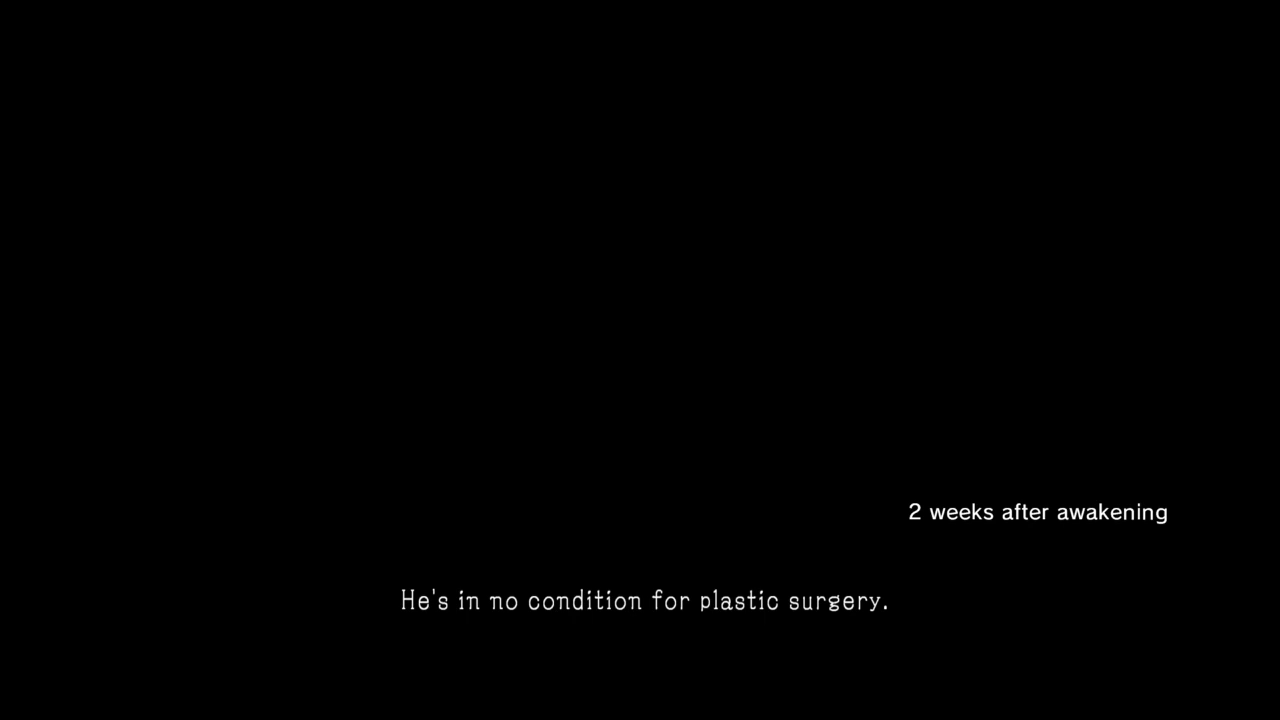 2 weeks after awakening
He's in no condition for plastic surgery.